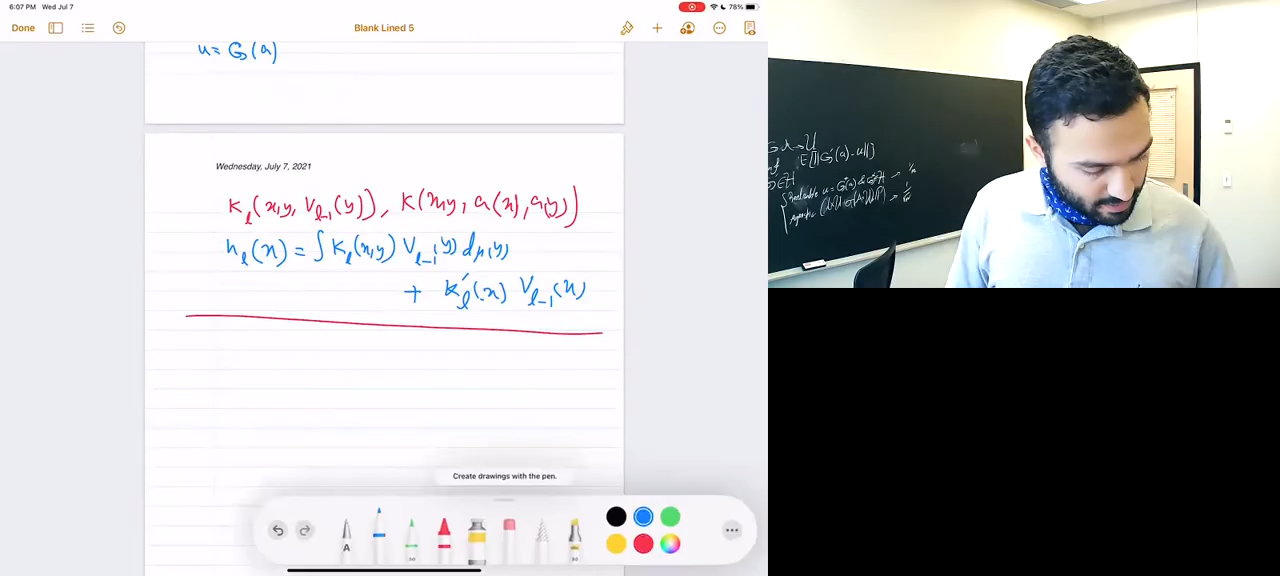 6:07 PM Wed Jul 7
78%
Done
Blank Lined 5
u = G(a)
Wednesday, July 7, 2021
K_l(x,y, V_{l-1}(y)), K(x,y, a(x), a(y))
h_l(x) = ∫ K_l(x,y) V_{l-1}(y) dμ(y)
+ K'_l(x) V_{l-1}(x)
Create drawings with the pen.
A
G A → U
E[||G(a) - u||]
u = G(a) &